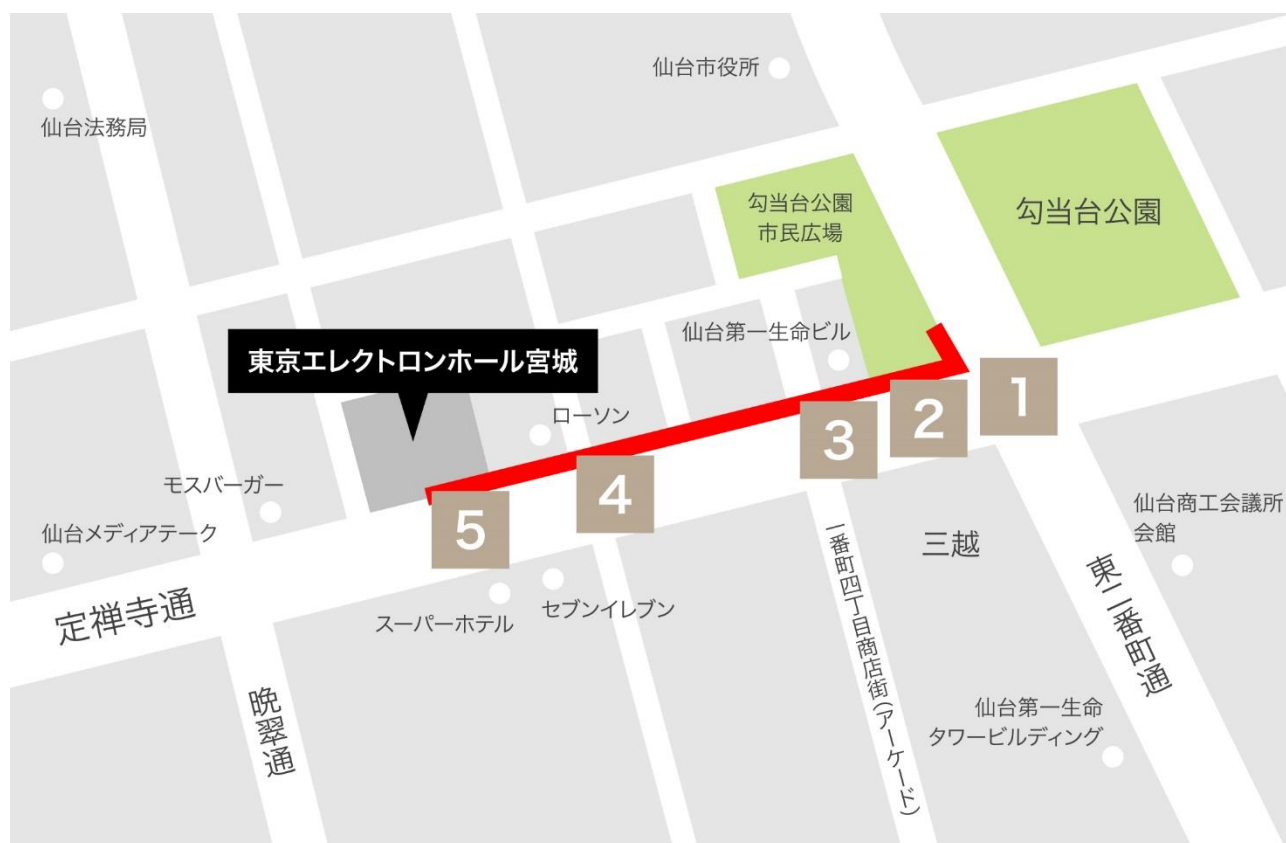 仙台市役所
仙台法務局
勾当台公園
市民広場
勾当台公園
仙台第一生命ビル
東京エレクトロンホール宮城
1
2
3
ローソン
4
モスバーガー
5
仙台メディアテーク
仙台商工会議所
会館
三越
一番町四丁目商店街(アーケード)
東二番町通
定禅寺通
スーパーホテル
セブンイレブン
晩翠通
仙台第一生命
タワービルディング